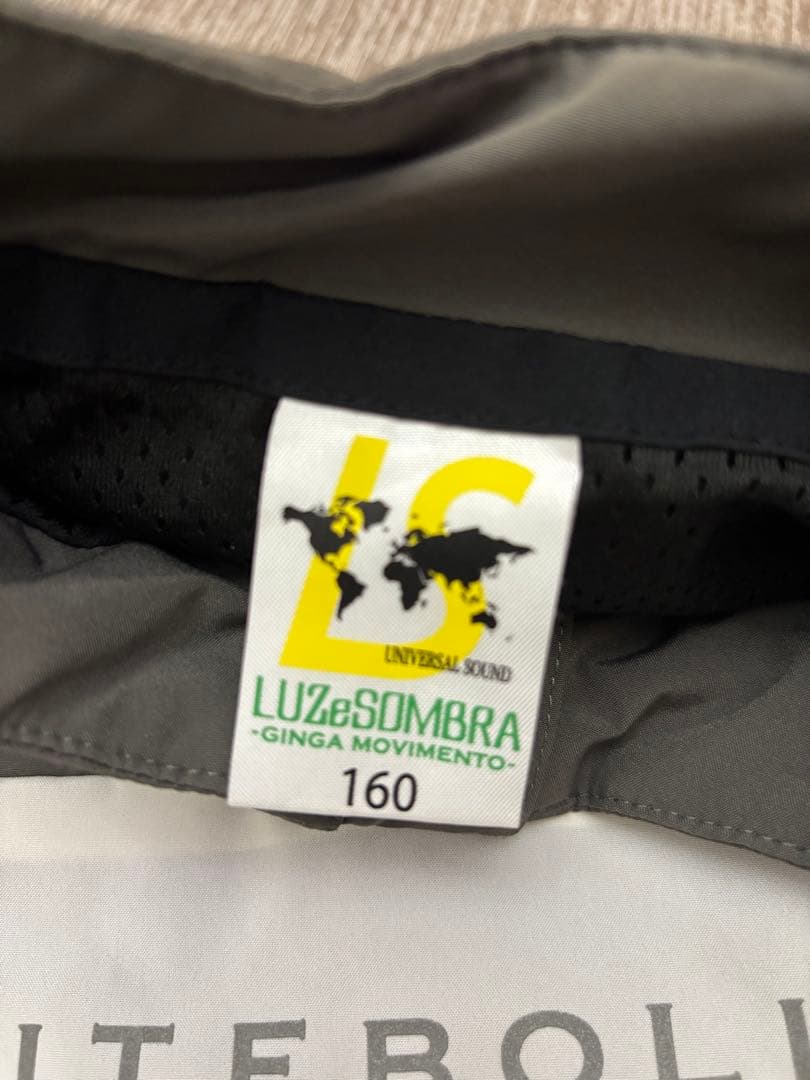 LS
UNIVERSAL SOUND
LUZeSOMBRA
-GINGA MOVIMENTO-
160